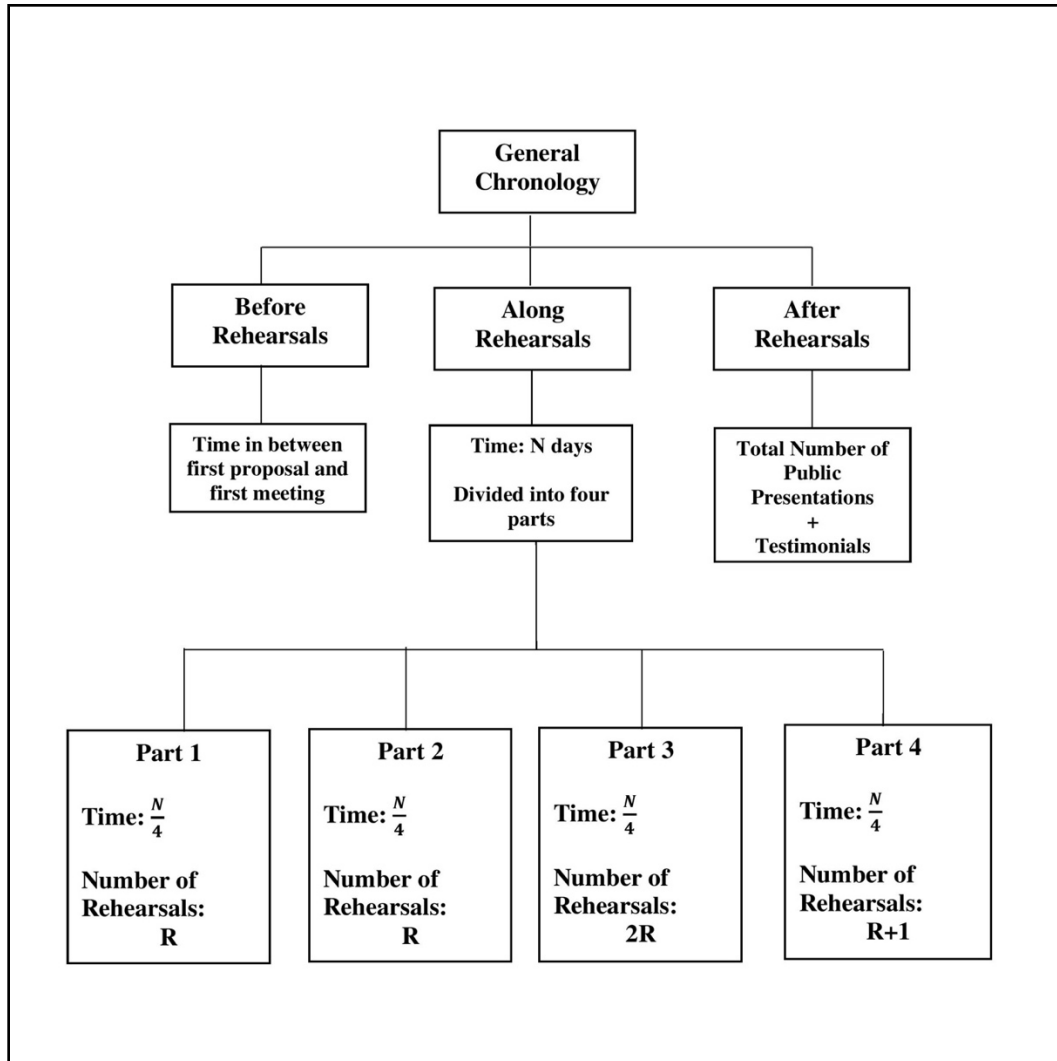 General
Chronology
Before
Rehearsals
Along
Rehearsals
After
Rehearsals
Time in between
first proposal and
first meeting
Time: N days
Divided into four
parts
Total Number of
Public
Presentations
+
Testimonials
Part 1
Time: N/4
Number of
Rehearsals:
R
Part 2
Time: N/4
Number of
Rehearsals:
R
Part 3
Time: N/4
Number of
Rehearsals:
2R
Part 4
Time: N/4
Number of
Rehearsals:
R+1